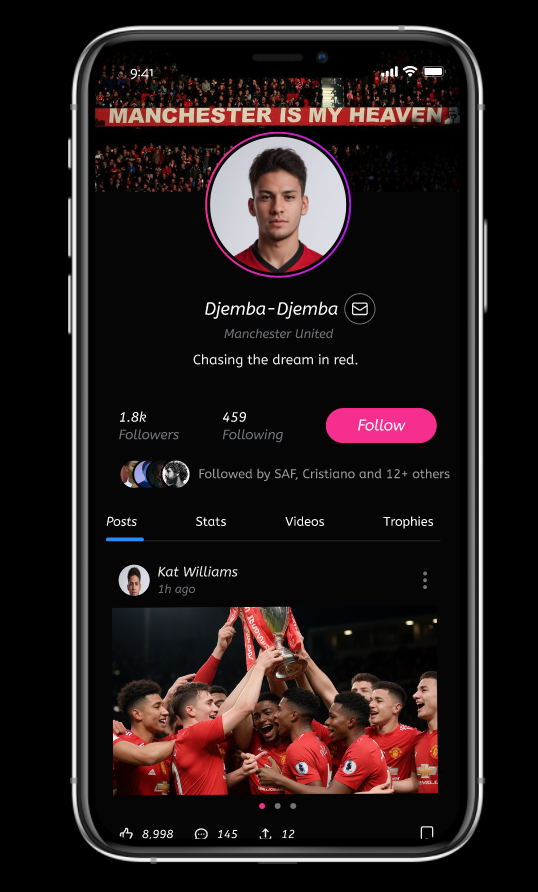 9:41
MANCHESTER IS MY HEAVEN
Djemba-Djemba
Manchester United
Chasing the dream in red.
1.8k
459
Follow
Followers
Following
Followed by SAF, Cristiano and 12+ others
Posts Stats Videos Trophies
Kat Williams
1h ago
8,998 145 12